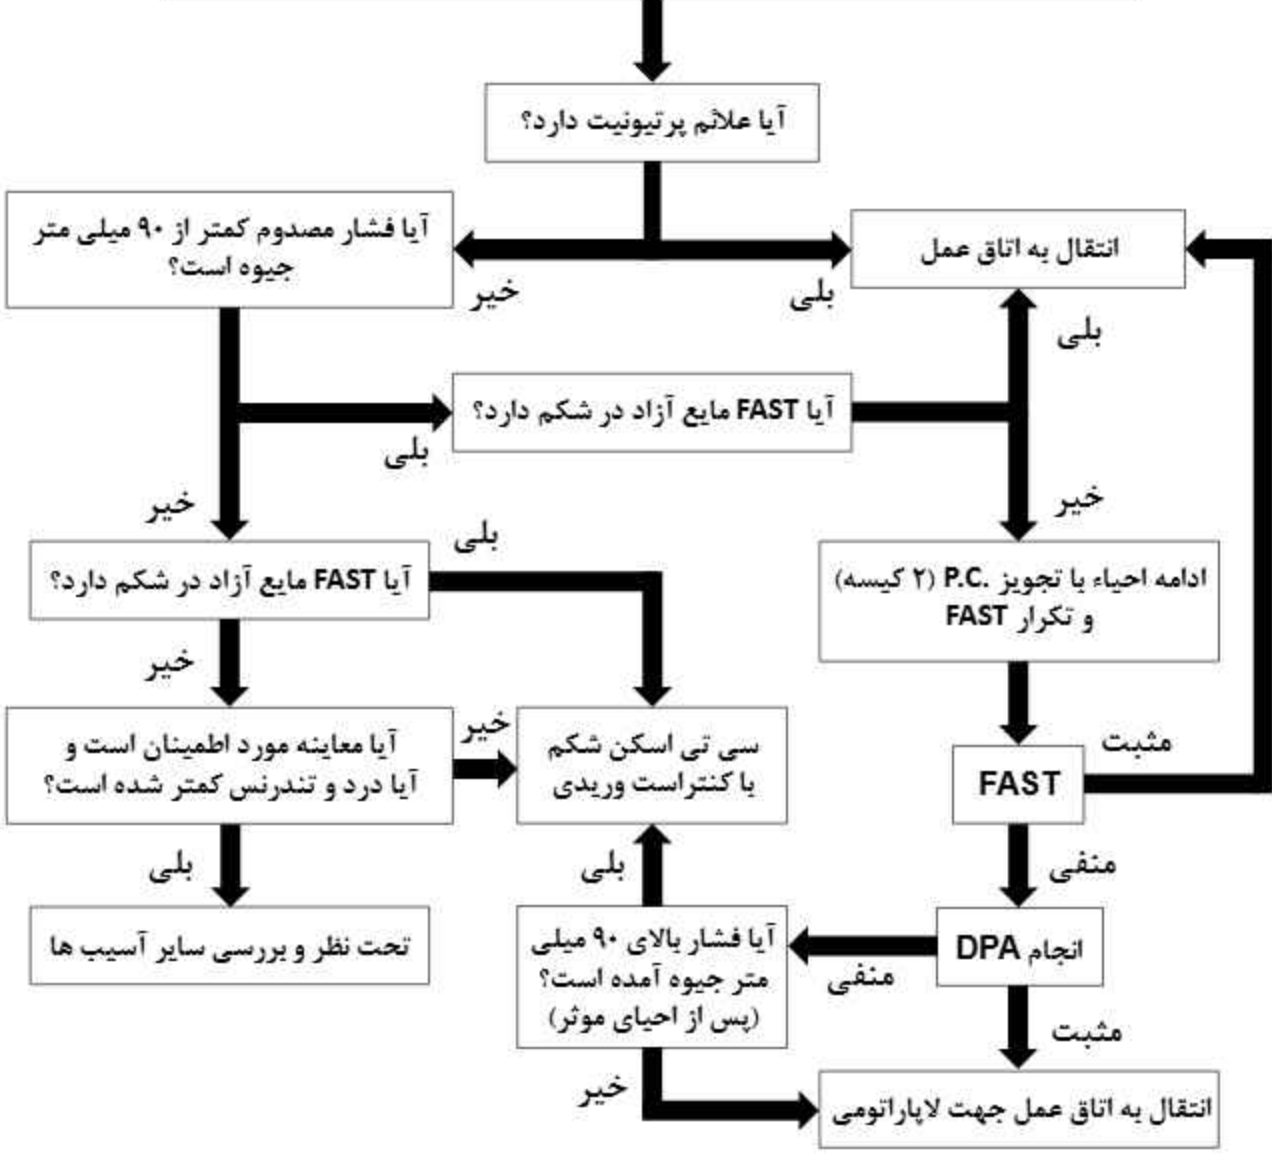 آیا علائم پرتیونیت دارد؟
آیا فشار مصدوم کمتر از ۹۰ میلی متر
جیوه است؟
انتقال به اتاق عمل
خیر
بلی
بلی
آیا FAST مایع آزاد در شکم دارد؟
بلی
خیر
خیر
بلی
آیا FAST مایع آزاد در شکم دارد؟
ادامه احیاء با تجویز P.C. (۲ کیسه)
و تکرار FAST
خیر
خیر
مثبت
آیا معاینه مورد اطمینان است و
آیا درد و تندرنس کمتر شده است؟
سی تی اسکن شکم
با کنتراست وریدی
FAST
بلی
بلی
منفی
تحت نظر و بررسی سایر آسیب ها
آیا فشار بالای ۹۰ میلی
متر جیوه آمده است؟
(پس از احیای موثر)
انجام DPA
منفی
مثبت
خیر
انتقال به اتاق عمل جهت لاپاراتومی